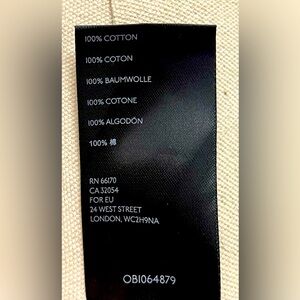 100% COTTON
100% COTON
100% BAUMWOLLE
100% COTONE
100% ALGODÓN
100% 棉
RN 66170
CA 32054
FOR EU
24 WEST STREET
LONDON, WC2H9NA
OB1064879